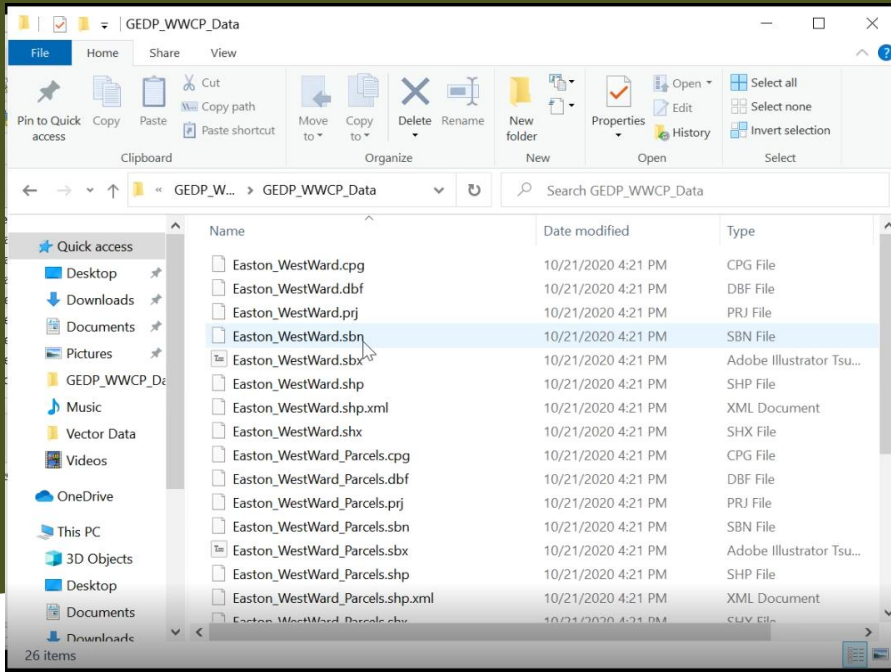 GEDP_WWCP_Data
File Home Share View
Pin to Quick access
Copy
Paste
Cut
Copy path
Paste shortcut
Move to
Copy to
Delete
Rename
New folder
Properties
Open
Edit
History
Select all
Select none
Invert selection
Clipboard Organize New Open Select
« GEDP_W... > GEDP_WWCP_Data
Search GEDP_WWCP_Data
Quick access
Desktop
Downloads
Documents
Pictures
GEDP_WWCP_Da
Music
Vector Data
Videos
OneDrive
This PC
3D Objects
Desktop
Documents
Downloads
Name Date modified Type
Easton_WestWard.cpg 10/21/2020 4:21 PM CPG File
Easton_WestWard.dbf 10/21/2020 4:21 PM DBF File
Easton_WestWard.prj 10/21/2020 4:21 PM PRJ File
Easton_WestWard.sbn 10/21/2020 4:21 PM SBN File
Easton_WestWard.sbx 10/21/2020 4:21 PM Adobe Illustrator Tsu...
Easton_WestWard.shp 10/21/2020 4:21 PM SHP File
Easton_WestWard.shp.xml 10/21/2020 4:21 PM XML Document
Easton_WestWard.shx 10/21/2020 4:21 PM SHX File
Easton_WestWard_Parcels.cpg 10/21/2020 4:21 PM CPG File
Easton_WestWard_Parcels.dbf 10/21/2020 4:21 PM DBF File
Easton_WestWard_Parcels.prj 10/21/2020 4:21 PM PRJ File
Easton_WestWard_Parcels.sbn 10/21/2020 4:21 PM SBN File
Easton_WestWard_Parcels.sbx 10/21/2020 4:21 PM Adobe Illustrator Tsu...
Easton_WestWard_Parcels.shp 10/21/2020 4:21 PM SHP File
Easton_WestWard_Parcels.shp.xml 10/21/2020 4:21 PM XML Document
Easton_WestWard_Parcels.shx 10/21/2020 4:21 PM SHX File
26 items